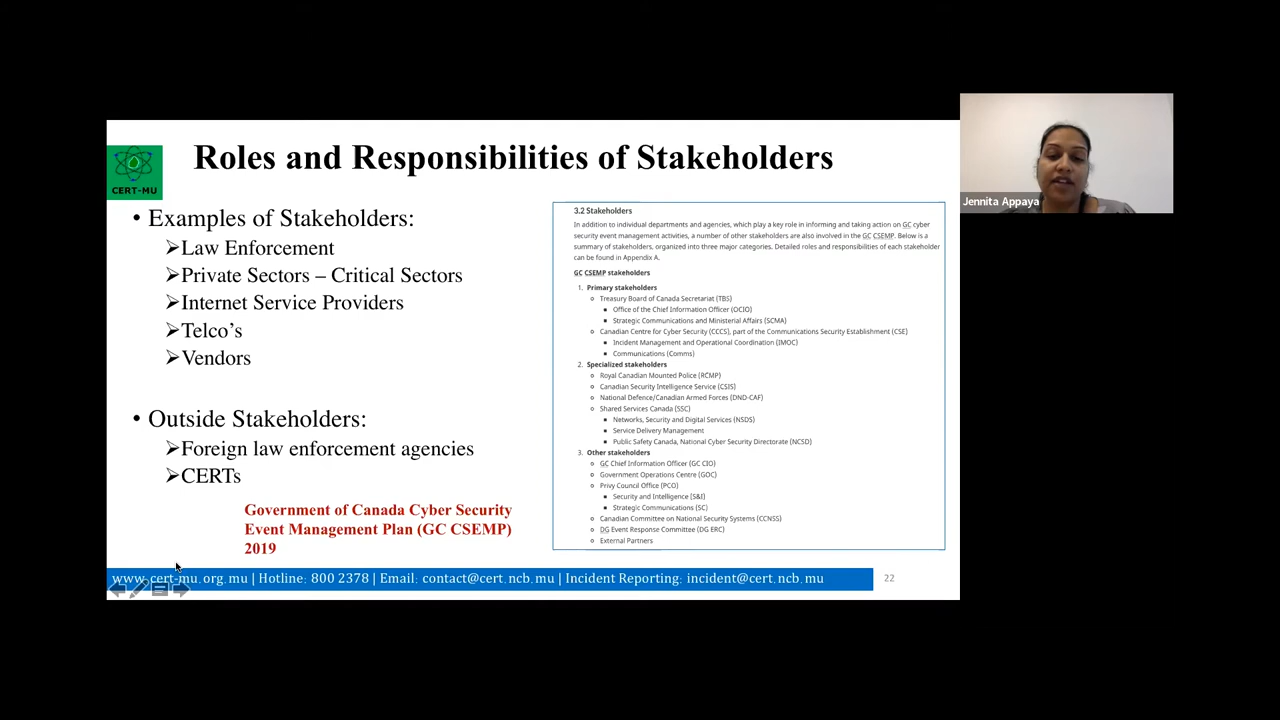 Roles and Responsibilities of Stakeholders
CERT-MU
• Examples of Stakeholders:
➢Law Enforcement
➢Private Sectors – Critical Sectors
➢Internet Service Providers
➢Telco's
➢Vendors
• Outside Stakeholders:
➢Foreign law enforcement agencies
➢CERTs
Government of Canada Cyber Security
Event Management Plan (GC CSEMP)
2019
3.2 Stakeholders
In addition to individual departments and agencies, which play a key role in informing and taking action on GC cyber
security event management activities, a number of other stakeholders are also involved in the GC CSEMP. Below is a
summary of stakeholders, organized into three major categories. Detailed roles and responsibilities of each stakeholder
can be found in Appendix A.
GC CSEMP stakeholders
1. Primary stakeholders
Treasury Board of Canada Secretariat (TBS)
Office of the Chief Information Officer (OCIO)
Strategic Communications and Ministerial Affairs (SCMA)
Canadian Centre for Cyber Security (CCCS), part of the Communications Security Establishment (CSE)
Incident Management and Operational Coordination (IMOC)
Communications (Comms)
2. Specialized stakeholders
Royal Canadian Mounted Police (RCMP)
Canadian Security Intelligence Service (CSIS)
National Defence/Canadian Armed Forces (DND-CAF)
Shared Services Canada (SSC)
Networks, Security and Digital Services (NSDS)
Service Delivery Management
Public Safety Canada, National Cyber Security Directorate (NCSD)
3. Other stakeholders
GC Chief Information Officer (GC CIO)
Government Operations Centre (GOC)
Privy Council Office (PCO)
Security and Intelligence (S&I)
Strategic Communications (SC)
Canadian Committee on National Security Systems (CCNSS)
DG Event Response Committee (DG ERC)
External Partners
www.cert-mu.org.mu | Hotline: 800 2378 | Email: contact@cert.ncb.mu | Incident Reporting: incident@cert.ncb.mu
22
Jennita Appaya